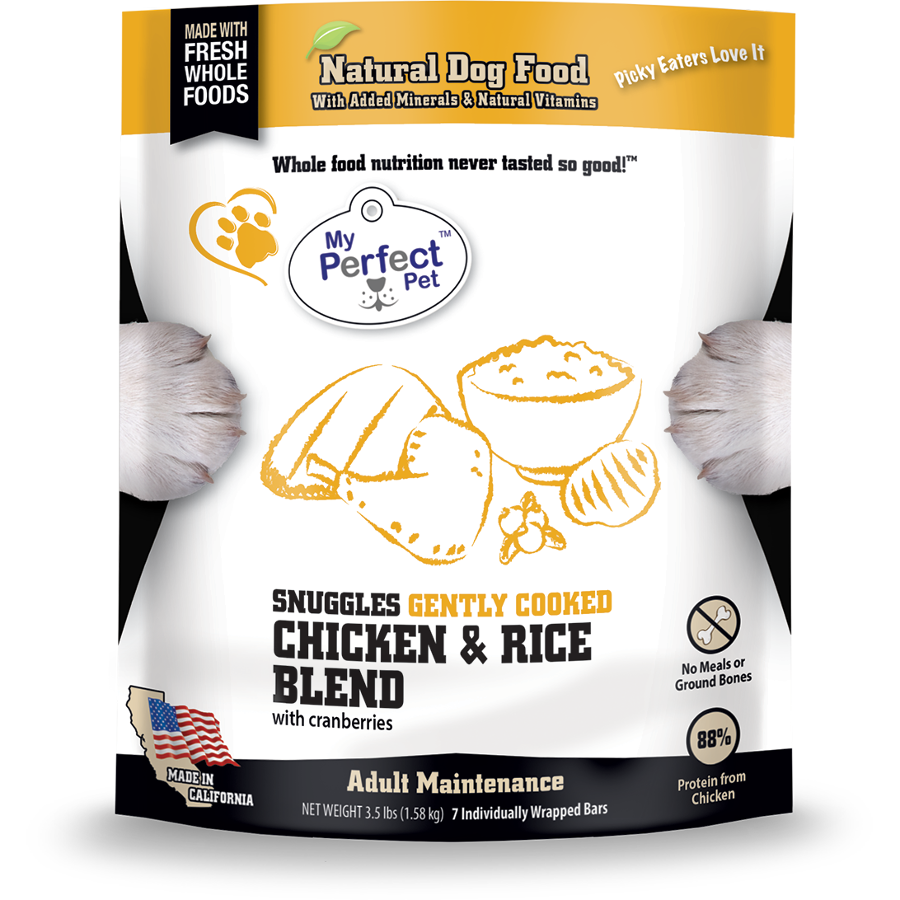 MADE WITH
FRESH
WHOLE
FOODS
Natural Dog Food
With Added Minerals & Natural Vitamins
Picky Eaters Love It
Whole food nutrition never tasted so good!™
My
Perfect™
Pet
SNUGGLES GENTLY COOKED
CHICKEN & RICE
BLEND
with cranberries
No Meals or
Ground Bones
88%
Protein from
Chicken
MADE IN
CALIFORNIA
Adult Maintenance
NET WEIGHT 3.5 lbs (1.58 kg) 7 Individually Wrapped Bars